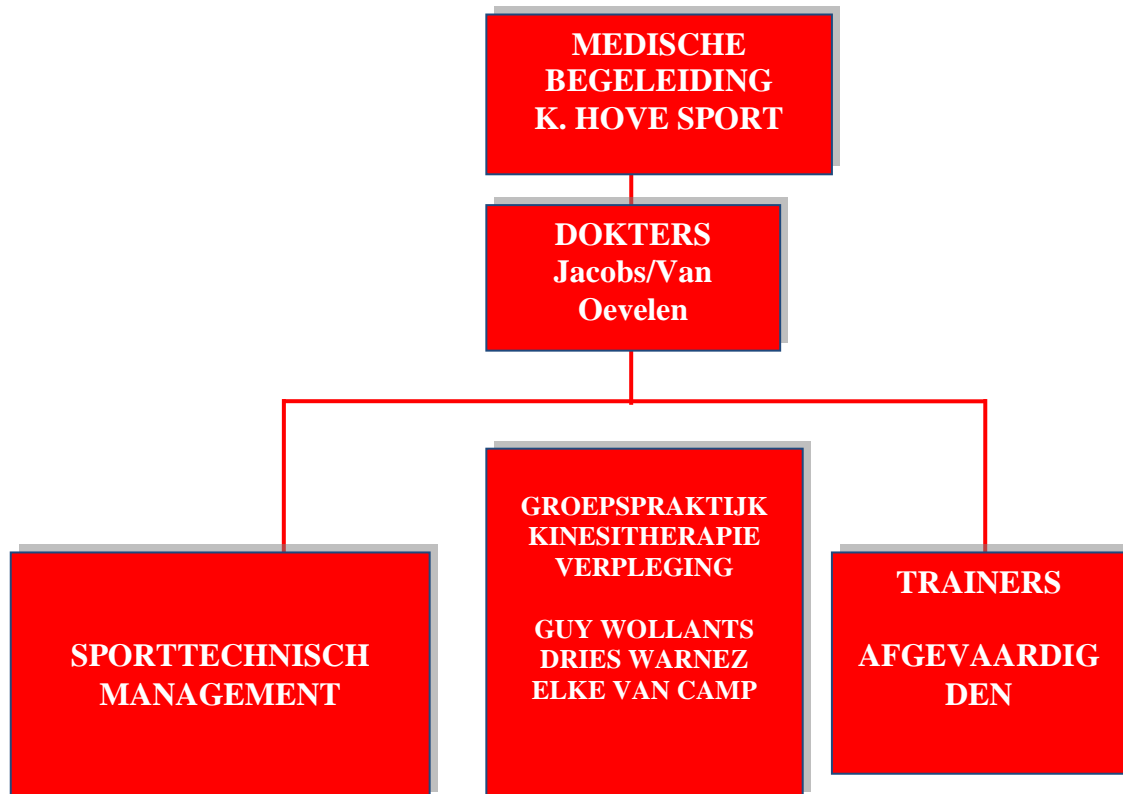 MEDISCHE
BEGELEIDING
K. HOVE SPORT
DOKTERS
Jacobs/Van
Oevelen
SPORTTECHNISCH
MANAGEMENT
GROEPSPRAKTIJK
KINESITHERAPIE
VERPLEGING
GUY WOLLANTS
DRIES WARNEZ
ELKE VAN CAMP
TRAINERS
AFGEVAARDIG
DEN